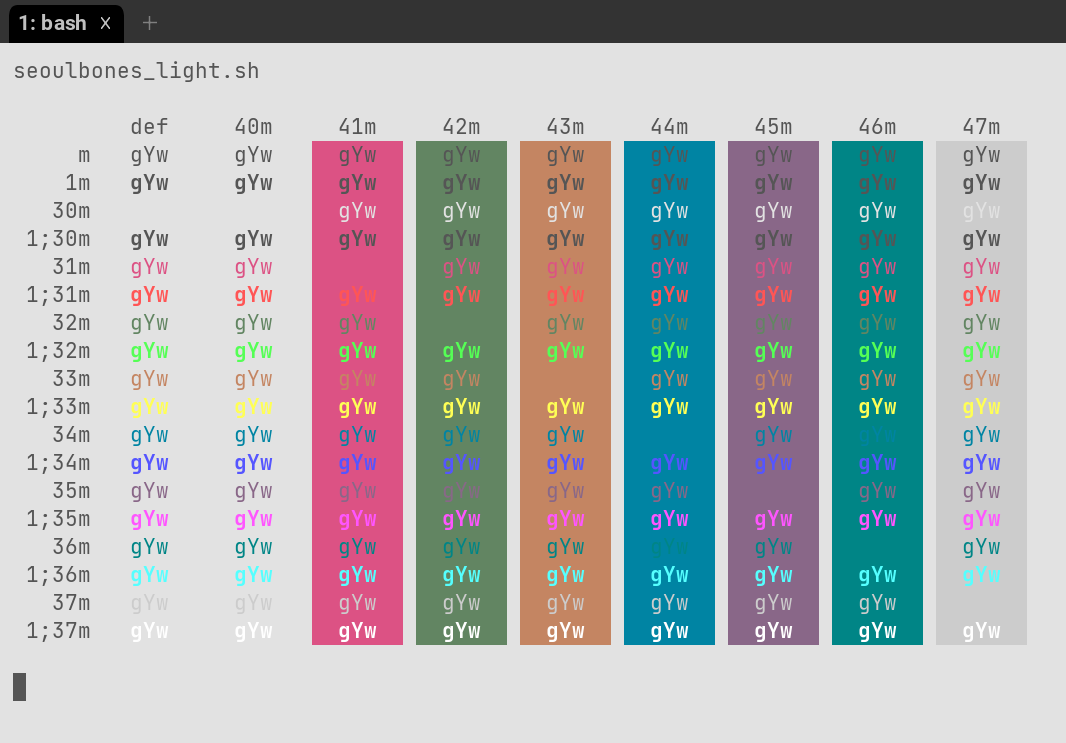 1: bash x +
seoulbones_light.sh
def 40m 41m 42m 43m 44m 45m 46m 47m
m gYw gYw gYw gYw gYw gYw gYw gYw gYw
1m gYw gYw gYw gYw gYw gYw gYw gYw gYw
30m gYw gYw gYw gYw gYw gYw gYw
1;30m gYw gYw gYw gYw gYw gYw gYw gYw gYw
31m gYw gYw gYw gYw gYw gYw gYw gYw
1;31m gYw gYw gYw gYw gYw gYw gYw gYw gYw
32m gYw gYw gYw gYw gYw gYw gYw gYw
1;32m gYw gYw gYw gYw gYw gYw gYw gYw gYw
33m gYw gYw gYw gYw gYw gYw gYw gYw
1;33m gYw gYw gYw gYw gYw gYw gYw gYw gYw
34m gYw gYw gYw gYw gYw gYw gYw gYw
1;34m gYw gYw gYw gYw gYw gYw gYw gYw gYw
35m gYw gYw gYw gYw gYw gYw gYw gYw
1;35m gYw gYw gYw gYw gYw gYw gYw gYw gYw
36m gYw gYw gYw gYw gYw gYw gYw gYw
1;36m gYw gYw gYw gYw gYw gYw gYw gYw gYw
37m gYw gYw gYw gYw gYw gYw gYw gYw
1;37m gYw gYw gYw gYw gYw gYw gYw gYw gYw